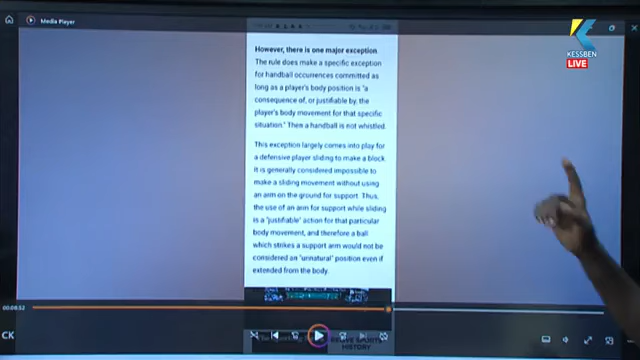 Media Player
KESSBEN
LIVE
However, there is one major exception
The rule does make a specific exception
for handball occurrences committed as
long as a player's body position is "a
consequence of, or justifiable by, the
player's body movement for that specific
situation." Then a handball is not whistled.
This exception largely comes into play for
a defensive player sliding to make a block.
It is generally considered impossible to
make a sliding movement without using
an arm on the ground for support. Thus,
the use of an arm for support while sliding
is a "justifiable" action for that particular
body movement, and therefore a ball
which strikes a support arm would not be
considered an "unnatural" position even if
extended from the body.
00:09:52
CK
SPORTS
HISTORY